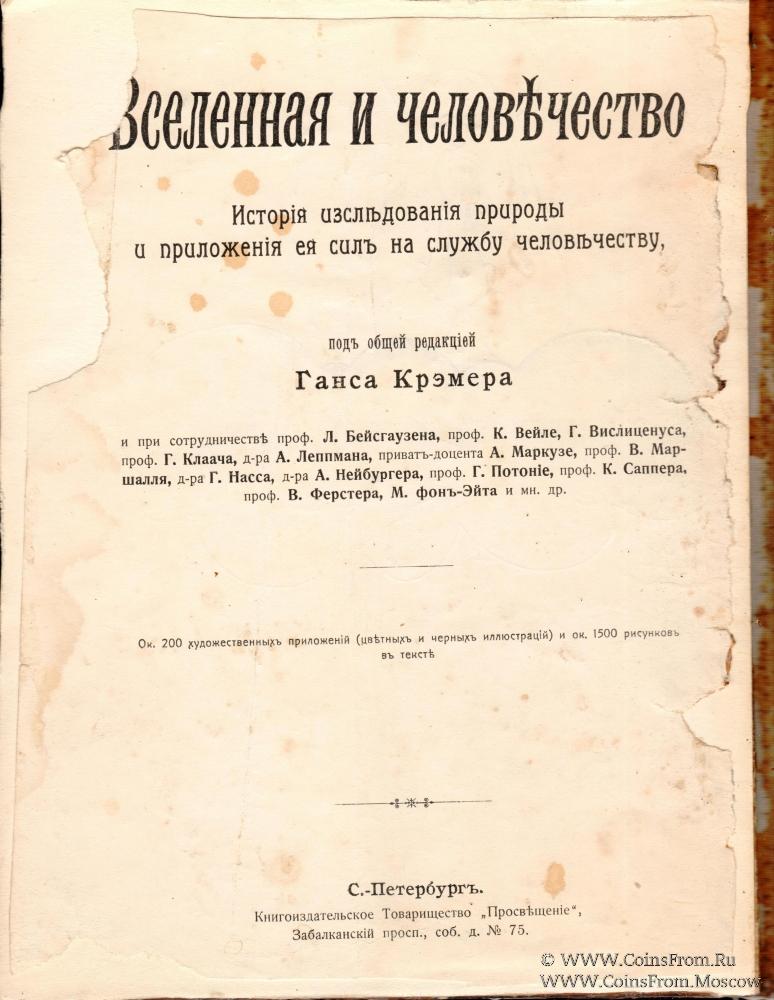 Вселенная и человѣчество
Исторія изслѣдованія природы
и приложенія ея силъ на службу человѣчеству,
подъ общей редакціей
Ганса Крэмера
и при сотрудничествѣ проф. Л. Бейсгаузена, проф. К. Вейле, Г. Вислиценуса,
проф. Г. Клаача, д-ра А. Леппмана, приватъ-доцента А. Маркузе, проф. В. Мар-
шалля, д-ра Г. Насса, д-ра А. Нейбургера, проф. Г. Потоніе, проф. К. Саппера,
проф. В. Ферстера, М. фонъ-Эйта и мн. др.
Ок. 200 художественныхъ приложеній (цвѣтныхъ и черныхъ иллюстрацій) и ок. 1500 рисунковъ
въ текстѣ
С.-Петербургъ.
Книгоиздательское Товарищество „Просвѣщеніе“,
Забалканскій просп., соб. д. № 75.
© WWW.CoinsFrom.Ru
WWW.CoinsFrom.Moscow